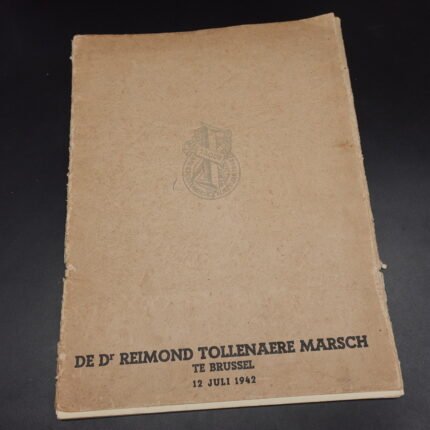 DE Dr REIMOND TOLLENAERE MARSCH
TE BRUSSEL
12 JULI 1942